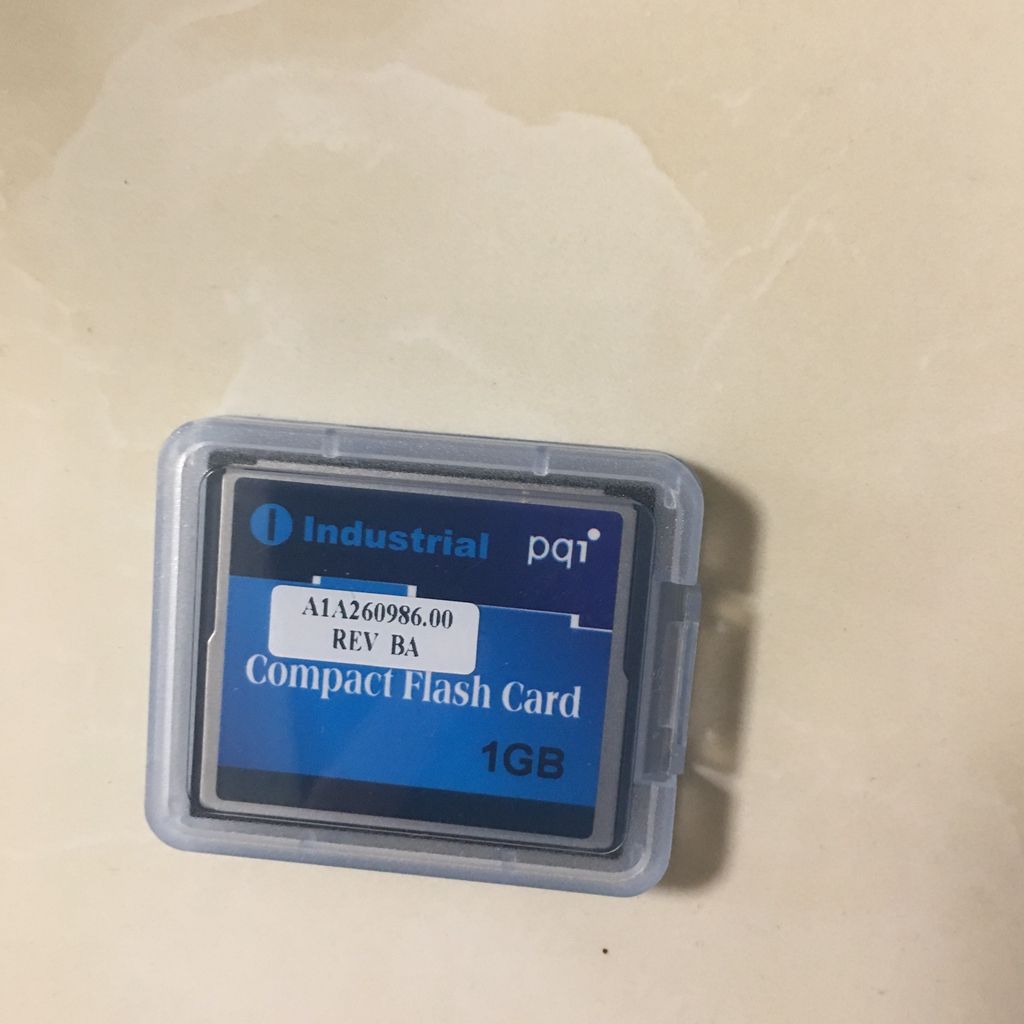 Industrial pqi
A1A260986.00
REV BA
Compact Flash Card
1GB